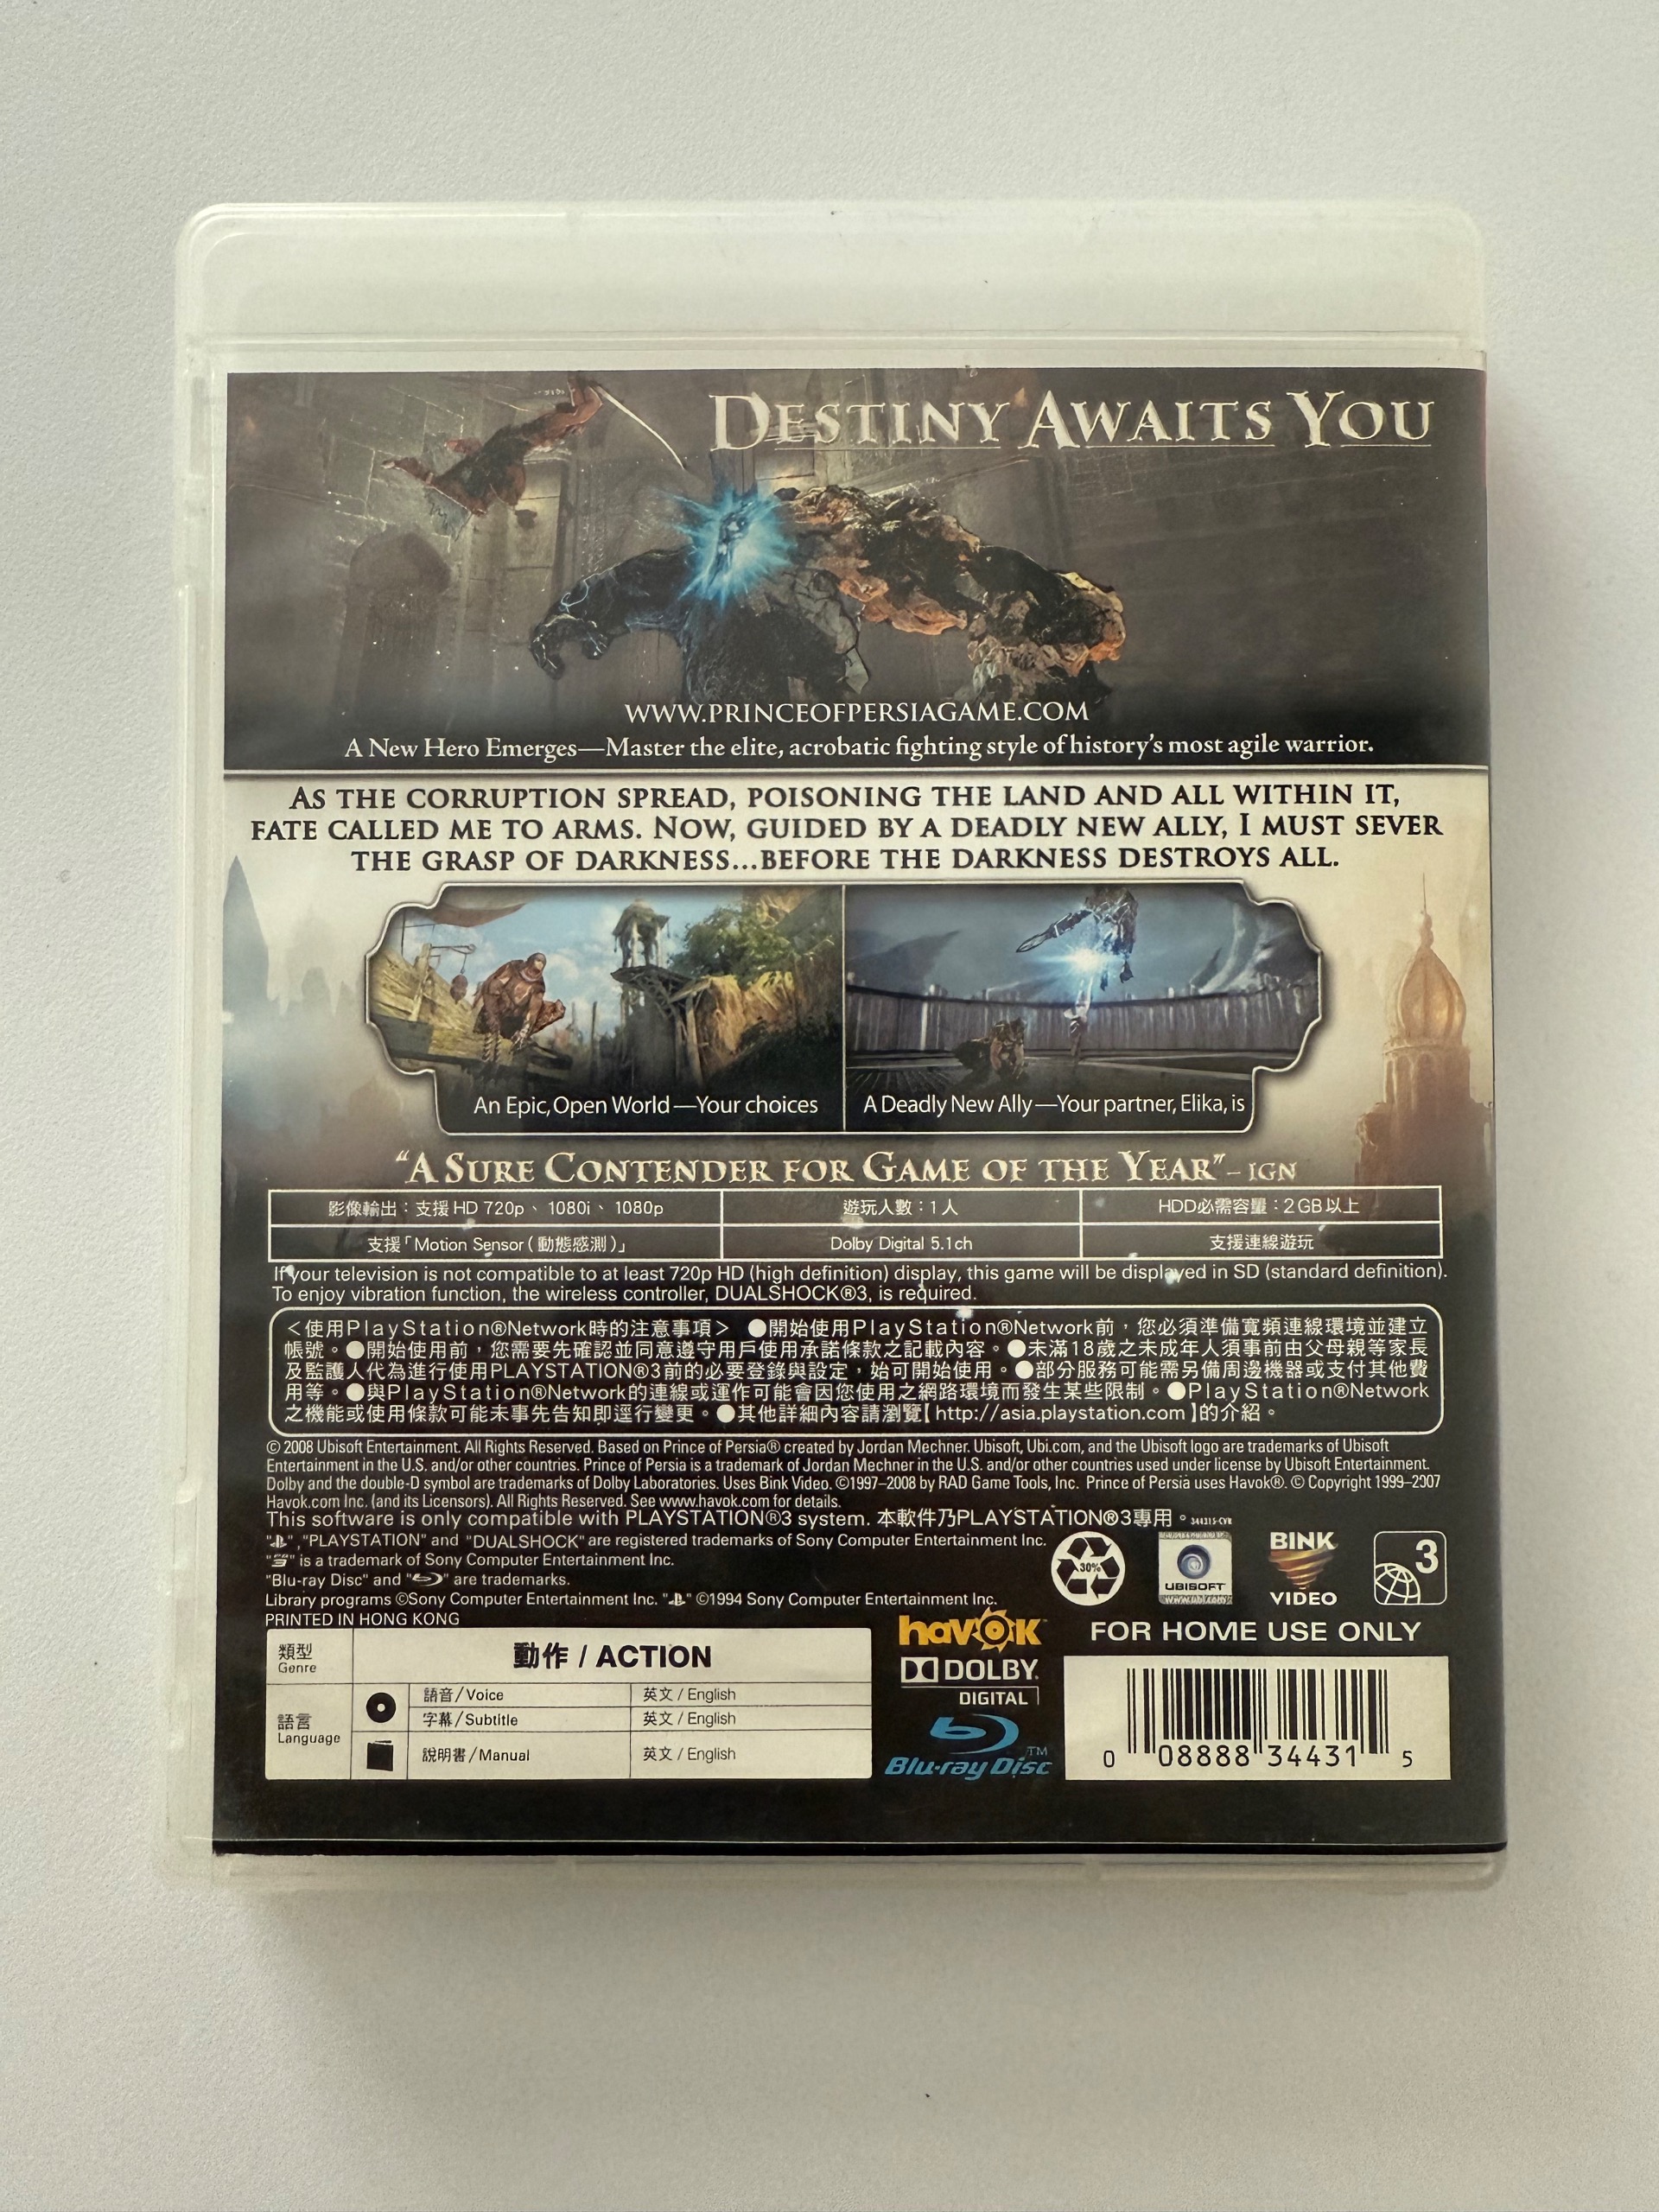 DESTINY AWAITS YOU
WWW.PRINCEOFPERSIAGAME.COM
A New Hero Emerges—Master the elite, acrobatic fighting style of history's most agile warrior.
AS THE CORRUPTION SPREAD, POISONING THE LAND AND ALL WITHIN IT,
FATE CALLED ME TO ARMS. NOW, GUIDED BY A DEADLY NEW ALLY, I MUST SEVER
THE GRASP OF DARKNESS...BEFORE THE DARKNESS DESTROYS ALL.
An Epic, Open World—Your choices
A Deadly New Ally—Your partner, Elika, is
"A SURE CONTENDER FOR GAME OF THE YEAR" – IGN
影像輸出：支援 HD 720p、1080i、1080p
遊玩人數：1人
HDD必需容量：2GB以上
支援「Motion Sensor（動態感測）」
Dolby Digital 5.1ch
支援連線遊玩
If your television is not compatible to at least 720p HD (high definition) display, this game will be displayed in SD (standard definition).
To enjoy vibration function, the wireless controller, DUALSHOCK®3, is required.
＜使用PlayStation®Network時的注意事項＞ ●開始使用PlayStation®Network前，您必須準備寬頻連線環境並建立
帳號。●開始使用前，您需要先確認並同意遵守用戶使用承諾條款之記載內容。●未滿18歲之未成年人須事前由父母親等家長
及監護人代為進行使用PLAYSTATION®3前的必要登錄與設定，始可開始使用。●部分服務可能需另備周邊機器或支付其他費
用等。●與PlayStation®Network的連線或運作可能會因您使用之網路環境而發生某些限制。●PlayStation®Network
之機能或使用條款可能未事先告知即逕行變更。●其他詳細內容請瀏覽【http://asia.playstation.com】的介紹。
© 2008 Ubisoft Entertainment. All Rights Reserved. Based on Prince of Persia® created by Jordan Mechner. Ubisoft, Ubi.com, and the Ubisoft logo are trademarks of Ubisoft
Entertainment in the U.S. and/or other countries. Prince of Persia is a trademark of Jordan Mechner in the U.S. and/or other countries used under license by Ubisoft Entertainment.
Dolby and the double-D symbol are trademarks of Dolby Laboratories. Uses Bink Video. ©1997–2008 by RAD Game Tools, Inc. Prince of Persia uses Havok®. © Copyright 1999–2007
Havok.com Inc. (and its Licensors). All Rights Reserved. See www.havok.com for details.
This software is only compatible with PLAYSTATION®3 system. 本軟件乃PLAYSTATION®3專用。344315-CVR
" ", "PLAYSTATION" and "DUALSHOCK" are registered trademarks of Sony Computer Entertainment Inc.
" " is a trademark of Sony Computer Entertainment Inc.
"Blu-ray Disc" and " " are trademarks.
Library programs ©Sony Computer Entertainment Inc. " " ©1994 Sony Computer Entertainment Inc.
PRINTED IN HONG KONG
30%
UBISOFT
www.ubi.com
BINK
VIDEO
3
類型
Genre
動作 / ACTION
語言
Language
語音/Voice
英文 / English
字幕/Subtitle
英文 / English
說明書/Manual
英文 / English
havok
DOLBY
DIGITAL
Blu-ray Disc™
FOR HOME USE ONLY
0 08888 34431 5